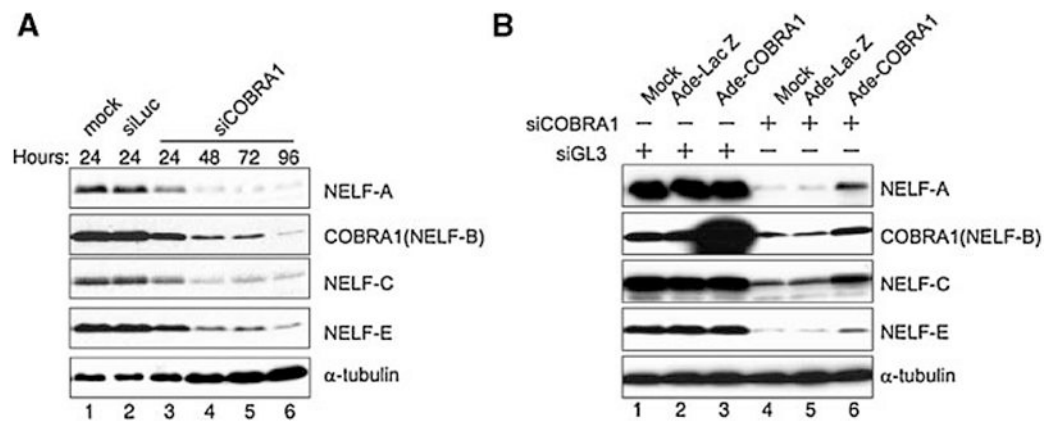 A
mock siLuc siCOBRA1
Hours: 24 24 24 48 72 96
NELF-A
COBRA1(NELF-B)
NELF-C
NELF-E
α-tubulin
1 2 3 4 5 6
B
Mock Ade-Lac Z Ade-COBRA1 Mock Ade-Lac Z Ade-COBRA1
siCOBRA1 − − − + + +
siGL3 + + + − − −
NELF-A
COBRA1(NELF-B)
NELF-C
NELF-E
α-tubulin
1 2 3 4 5 6